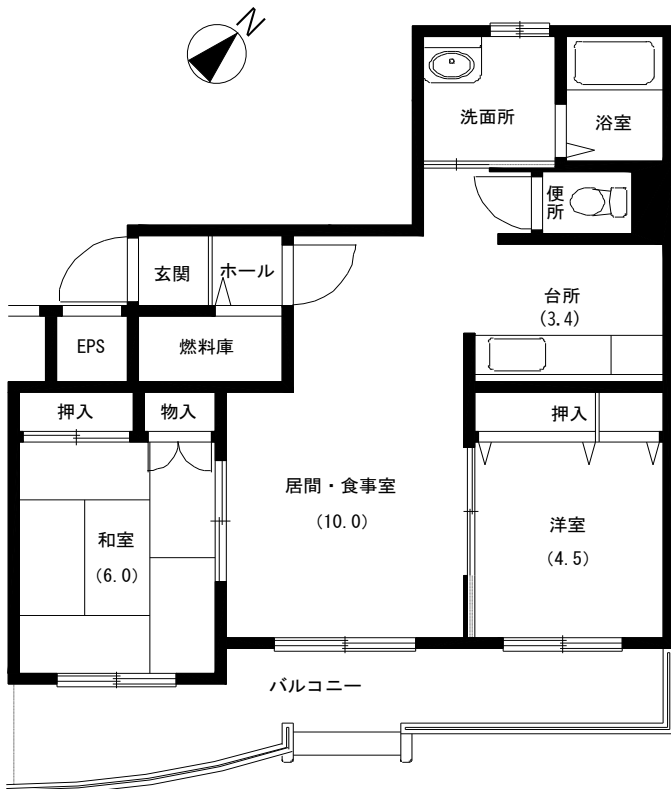 N
洗面所
浴室
便所
玄関
ホール
台所
(3.4)
EPS
燃料庫
押入
物入
押入
居間・食事室
(10.0)
和室
(6.0)
洋室
(4.5)
バルコニー